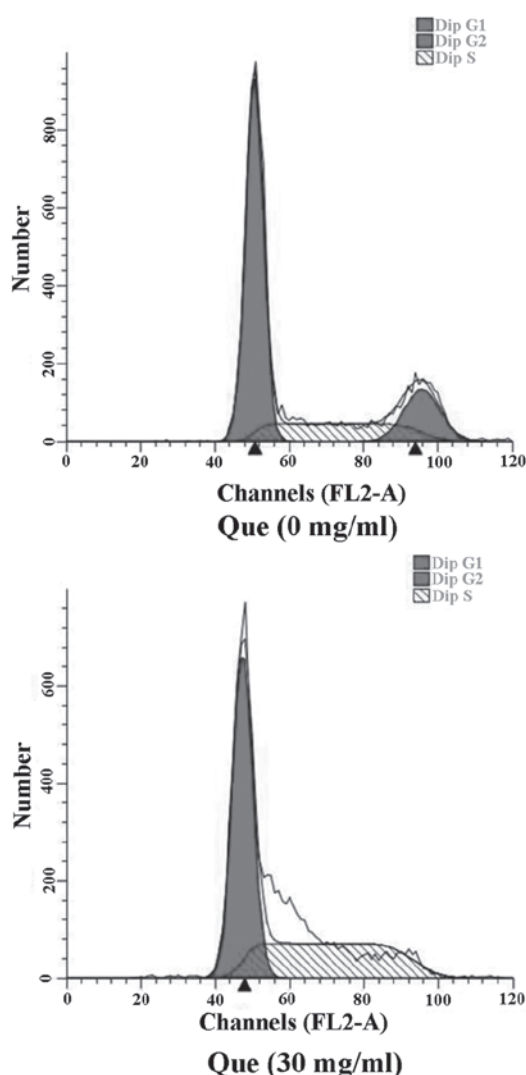 Dip G1
Dip G2
Dip S
800
600
400
200
0
Number
0 20 40 60 80 100 120
Channels (FL2-A)
Que (0 mg/ml)
Dip G1
Dip G2
Dip S
600
400
200
0
Number
0 20 40 60 80 100 120
Channels (FL2-A)
Que (30 mg/ml)